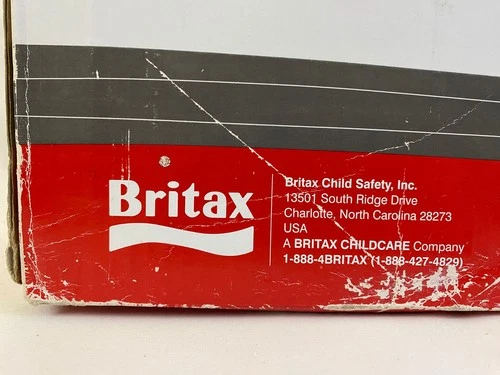 Britax
Britax Child Safety, Inc.
13501 South Ridge Drive
Charlotte, North Carolina 28273
USA
A BRITAX CHILDCARE Company
1-888-4BRITAX (1-888-427-4829)